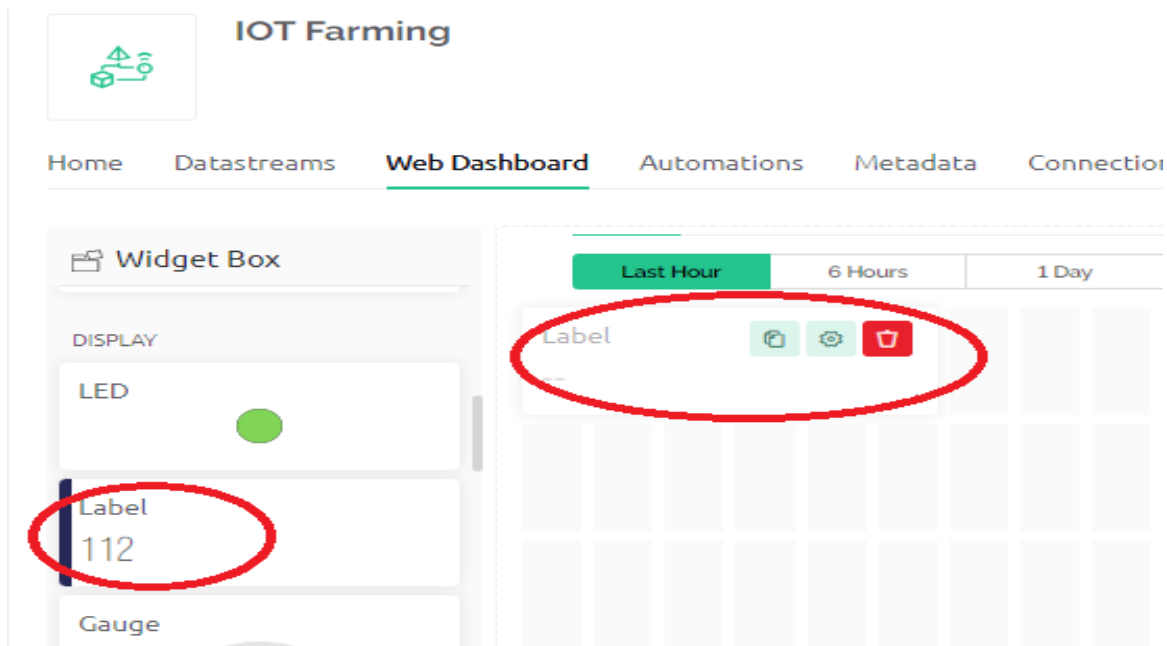 IOT Farming
Home Datastreams Web Dashboard Automations Metadata
Widget Box
DISPLAY
LED
Label
112
Gauge
Last Hour 6 Hours 1 Day
Label
--